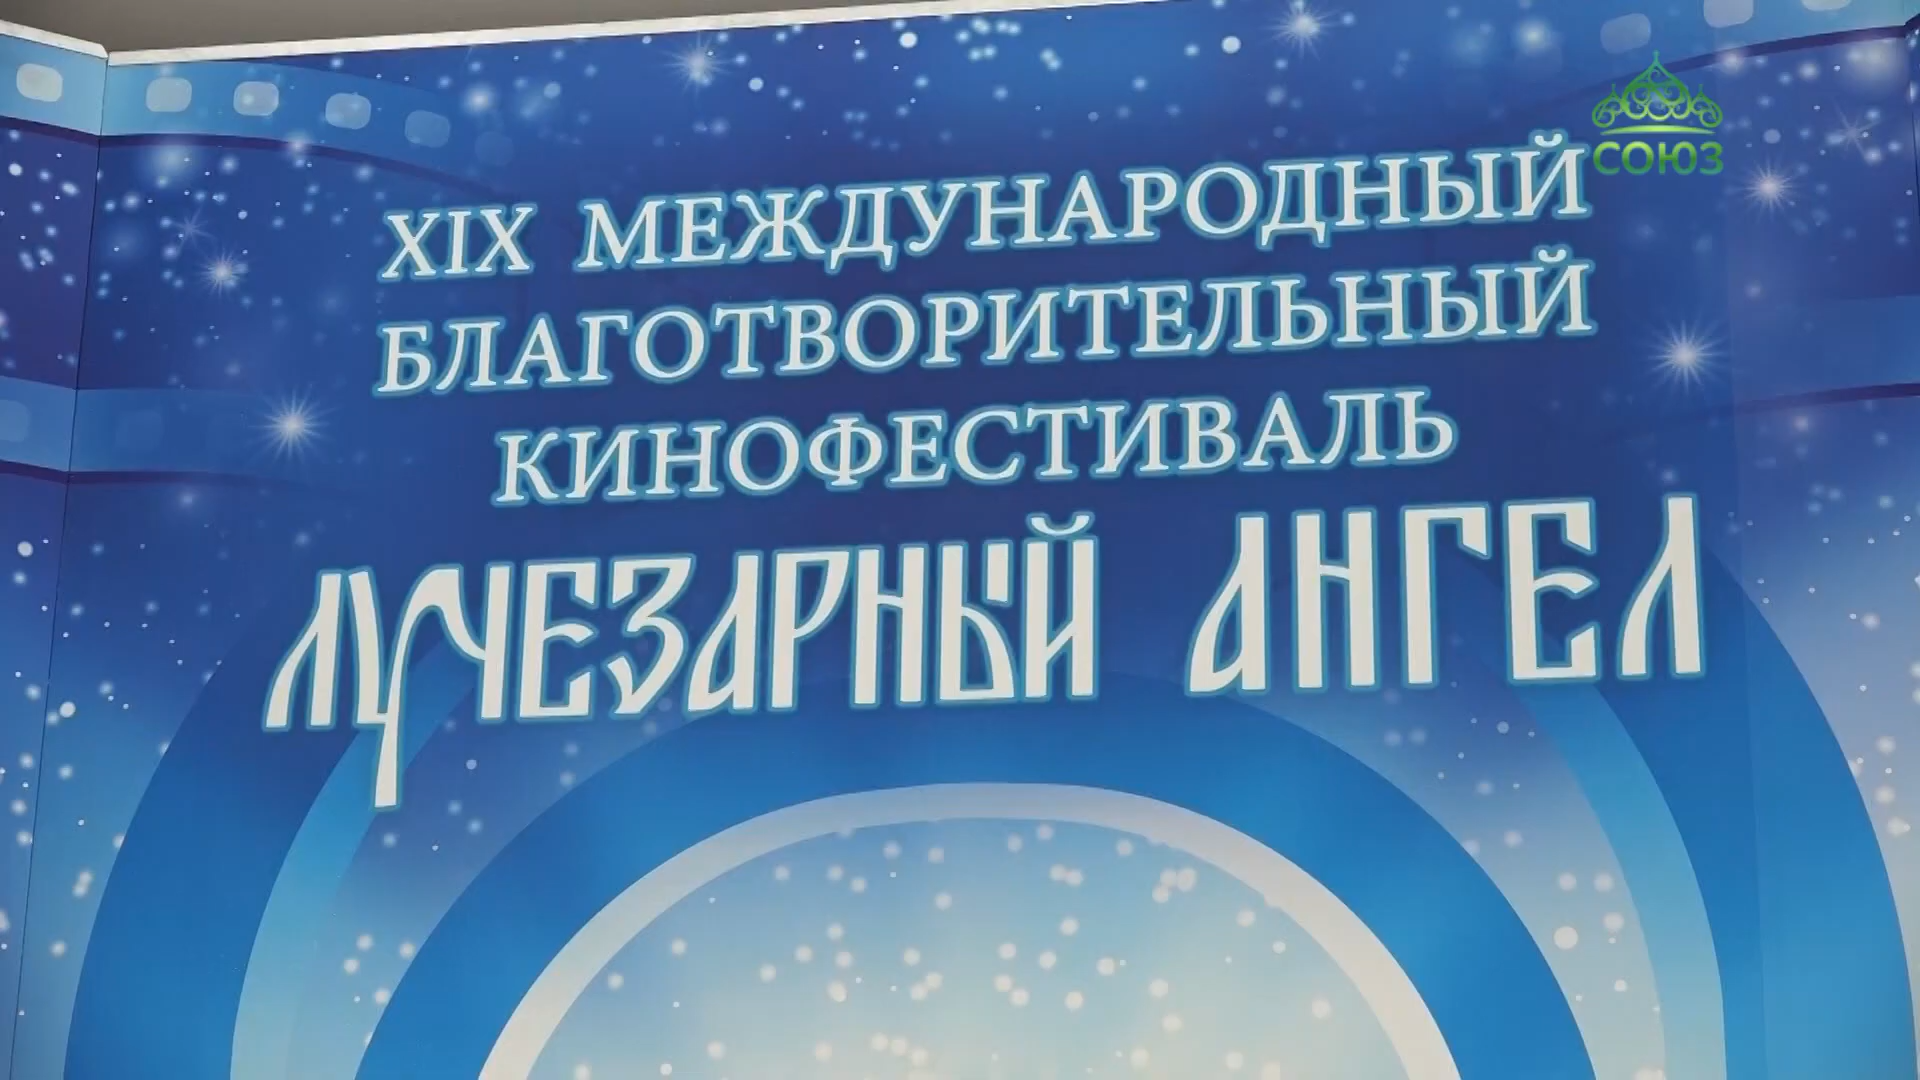 СОЮЗ
XIX МЕЖДУНАРОДНЫЙ
БЛАГОТВОРИТЕЛЬНЫЙ
КИНОФЕСТИВАЛЬ
ЛУЧЕЗАРНЫЙ АНГЕЛ